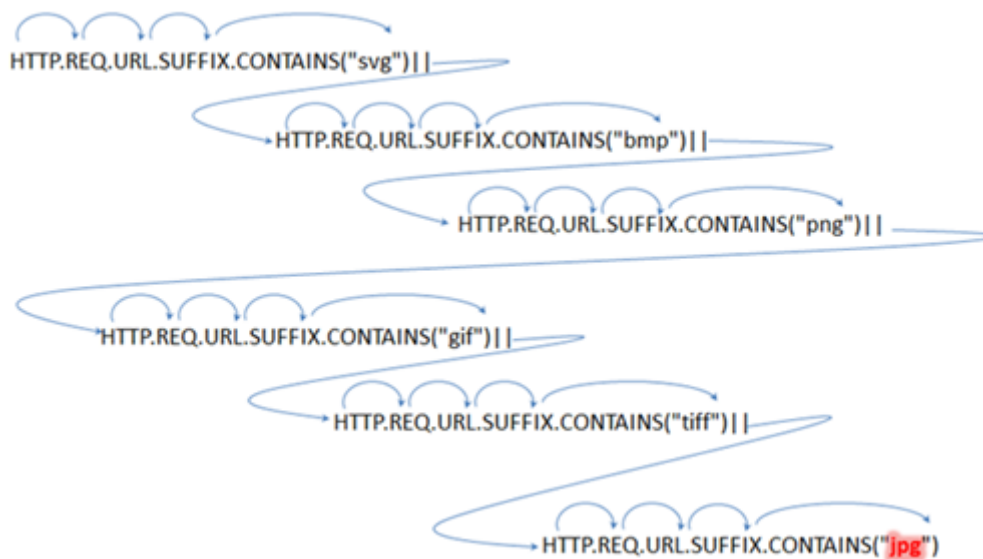 HTTP.REQ.URL.SUFFIX.CONTAINS("svg")||
HTTP.REQ.URL.SUFFIX.CONTAINS("bmp")||
HTTP.REQ.URL.SUFFIX.CONTAINS("png")||
HTTP.REQ.URL.SUFFIX.CONTAINS("gif")||
HTTP.REQ.URL.SUFFIX.CONTAINS("tiff")||
HTTP.REQ.URL.SUFFIX.CONTAINS("jpg")